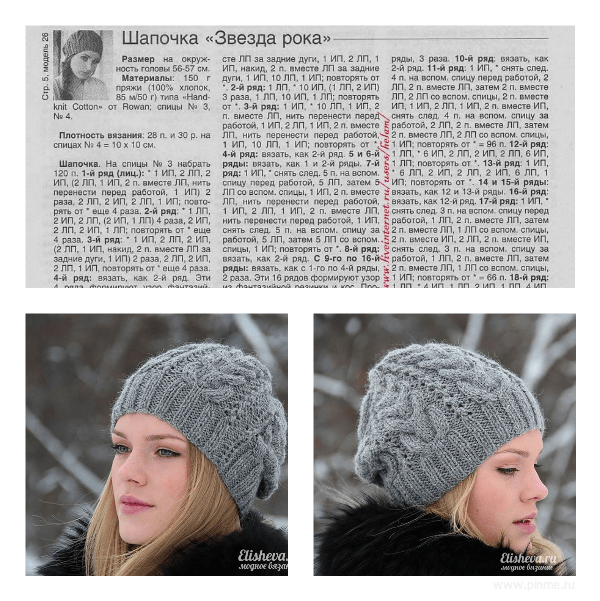 Шапочка «Звезда рока»
Стр. 5, модель 26
Размер на окруж-
ность головы 56-57 см.
Материалы: 150 г
пряжи (100% хлопок,
85 м/50 г) типа «Hand-
knit Cotton» от Rowan; спицы № 3,
№ 4.
Плотность вязания: 28 п. и 30 р. на
спицах № 4 = 10 x 10 см.
Шапочка. На спицы № 3 набрать
120 п. 1-й ряд (лиц.): * 1 ИП, 2 ЛП, 2
ИП, (2 ЛП, 1 ИП, 2 п. вместе ЛП, нить
перенести перед работой, 1 ИП) 2
раза, 2 ЛП, 2 ИП, 2 ЛП, 1 ИП; повто-
рять от * еще 4 раза. 2-й ряд: * 1 ЛП,
2 ИП, 2 ЛП, (2 ИП, 1 ЛП) 4 раза, 2 ИП,
2 ЛП, 2 ИП, 1 ЛП; повторять от * еще
4 раза. 3-й ряд: * 1 ИП, 2 ЛП, 2 ИП,
(2 ЛП, 1 ИП, накид, 2 п. вместе ЛП за
задние дуги, 1 ИП) 2 раза, 2 ЛП, 2 ИП,
2 ЛП, 1 ИП, повторять от * еще 4 раза.
4-й ряд: вязать, как 2-й ряд. Эти
4 ряда формируют узор фантазий-
сте ЛП за задние дуги, 1 ИП, 2 ЛП, 1
ИП, накид, 2 п. вместе ЛП за задние
дуги, 1 ИП, 10 ЛП, 1 ИП; повторять от
*. 2-й ряд: 1 ЛП, * 10 ИП, (1 ЛП, 2 ИП)
3 раза, 1 ЛП, 10 ИП, 1 ЛП; повторять
от *. 3-й ряд: 1 ИП, * 10 ЛП, 1 ИП, 2
п. вместе ЛП, нить перенести перед
работой, 1 ИП, 2 ЛП, 1 ИП, 2 п. вместе
ЛП, нить перенести перед работой,
1 ИП, 10 ЛП, 1 ИП; повторять от *.
4-й ряд: вязать, как 2-й ряд. 5 и 6-й
ряды: вязать, как 1 и 2-й ряды. 7-й
ряд: 1 ИП, * снять след. 5 п. на вспом.
спицу перед работой, 5 ЛП, затем 5
ЛП со вспом. спицы, 1 ИП, 2 п. вместе
ЛП, нить перенести перед работой,
1 ИП, 2 ЛП, 1 ИП, 2 п. вместе ЛП,
нить перенести перед работой, 1 ИП,
снять след. 5 п. на вспом. спицу за
работой, 5 ЛП, затем 5 ЛП со вспом.
спицы, 1 ИП; повторять от *. 8-й ряд:
вязать, как 2-й ряд. С 9-го по 16-й
ряды: вязать, как с 1-го по 4-й ряды,
2 раза. Эти 16 рядов формируют узор
ряды, 3 раза. 10-й ряд: вязать, как
2-й ряд. 11-й ряд: 1 ИП, * снять след.
4 п. на вспом. спицу перед работой, 2
ЛП, 2 п. вместе ЛП, затем 2 п. вместе
ЛП, 2 ЛП со вспом. спицы, 1 ИП, 2 п.
вместе ИП, 2 ЛП, 2 п. вместе ИП, 1 ИП,
снять след. 4 п. на вспом. спицу за
работой, 2 ЛП, 2 п. вместе ЛП, затем
2 п. вместе ЛП, 2 ЛП со вспом. спицы,
1 ИП; повторять от * = 96 п. 12-й ряд:
1 ЛП, * 6 ИП, 2 ЛП, 2 ИП, 2 ЛП, 6 ИП,
1 ЛП; повторять от *. 13-й ряд: 1 ИП,
* 6 ЛП, 2 ИП, 2 ЛП, 2 ИП, 6 ЛП, 1
ИП; повторять от *. 14 и 15-й ряды:
вязать, как 12 и 13-й ряды. 16-й ряд:
вязать, как 12-й ряд. 17-й ряд: 1 ИП, *
снять след. 3 п. на вспом. спицу перед
работой, 1 ЛП, 2 п. вместе ЛП, затем
2 п. вместе ЛП, 1 ЛП со вспом. спицы,
2 п. вместе ИП, 2 ЛП, 2 п. вместе ИП,
снять след. 3 п. на вспом. спицу за
работой, 1 ЛП, 2 п. вместе ЛП, затем
2 п. вместе ЛП, 1 ЛП со вспом. спицы,
1 ИП; повторять от * = 66 п. 18-й ряд:
Elisheva.ru
модное вязание
Elisheva.ru
модное вязание
www.pinme.ru